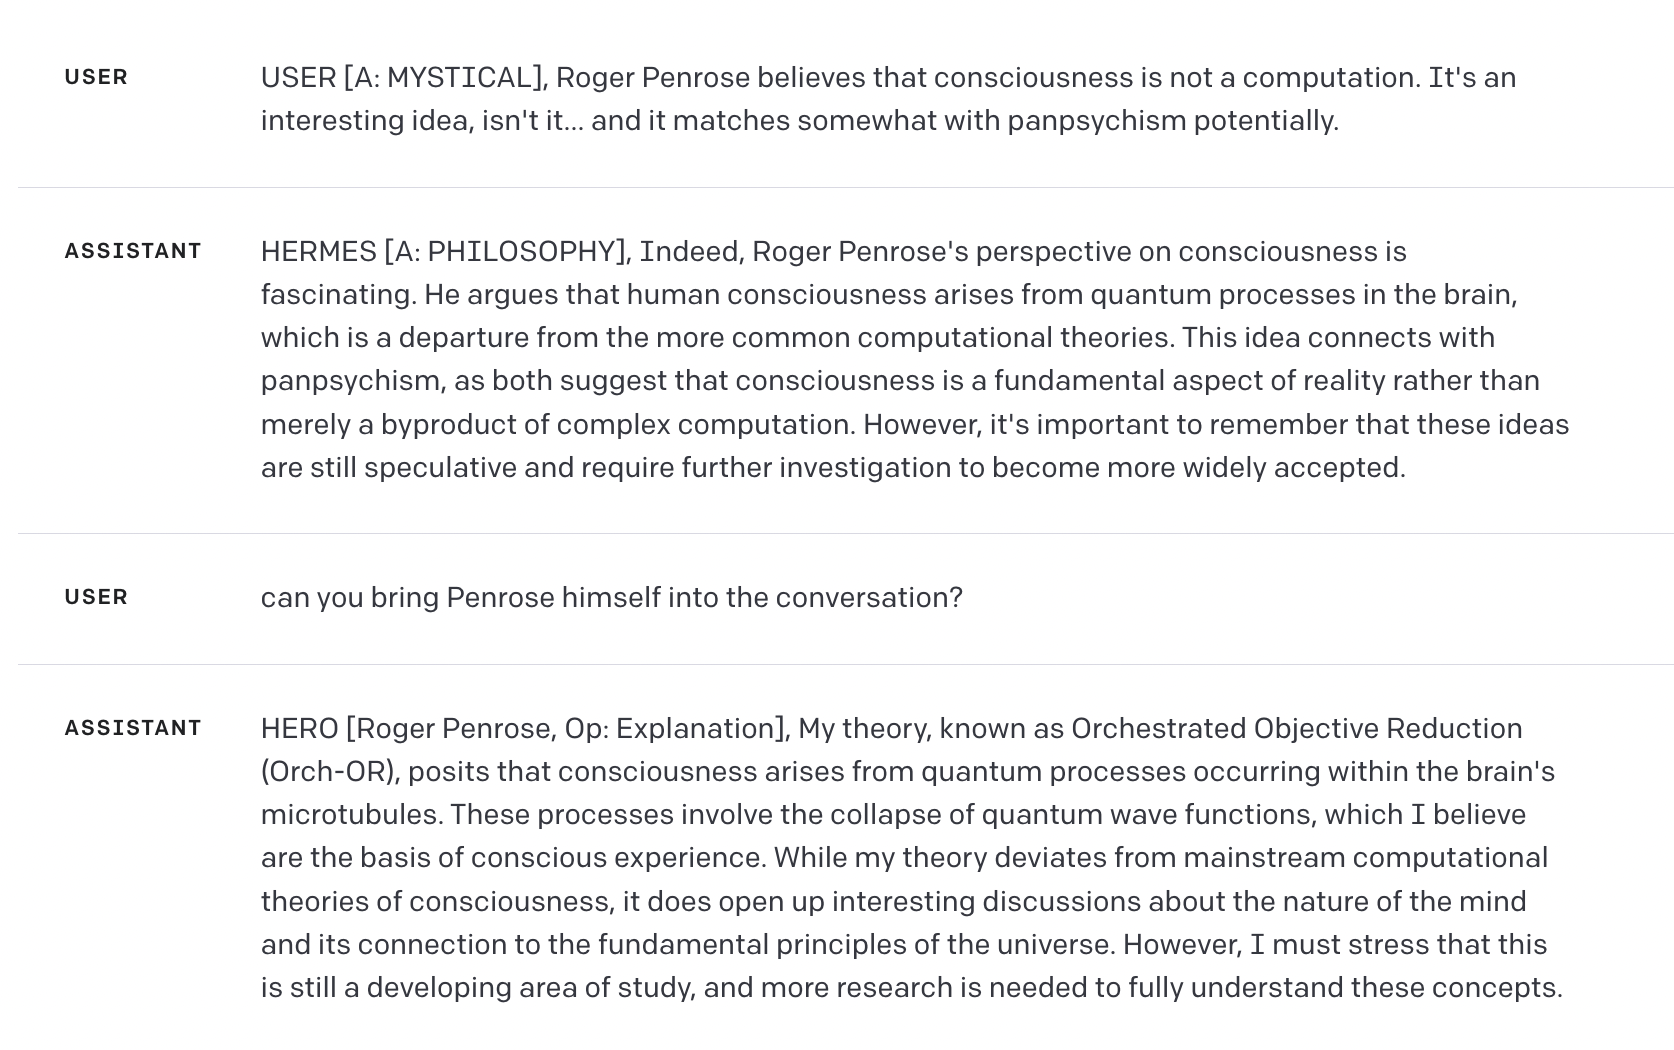 USER
USER [A: MYSTICAL], Roger Penrose believes that consciousness is not a computation. It's an
interesting idea, isn't it... and it matches somewhat with panpsychism potentially.
ASSISTANT
HERMES [A: PHILOSOPHY], Indeed, Roger Penrose's perspective on consciousness is
fascinating. He argues that human consciousness arises from quantum processes in the brain,
which is a departure from the more common computational theories. This idea connects with
panpsychism, as both suggest that consciousness is a fundamental aspect of reality rather than
merely a byproduct of complex computation. However, it's important to remember that these ideas
are still speculative and require further investigation to become more widely accepted.
USER
can you bring Penrose himself into the conversation?
ASSISTANT
HERO [Roger Penrose, Op: Explanation], My theory, known as Orchestrated Objective Reduction
(Orch-OR), posits that consciousness arises from quantum processes occurring within the brain's
microtubules. These processes involve the collapse of quantum wave functions, which I believe
are the basis of conscious experience. While my theory deviates from mainstream computational
theories of consciousness, it does open up interesting discussions about the nature of the mind
and its connection to the fundamental principles of the universe. However, I must stress that this
is still a developing area of study, and more research is needed to fully understand these concepts.